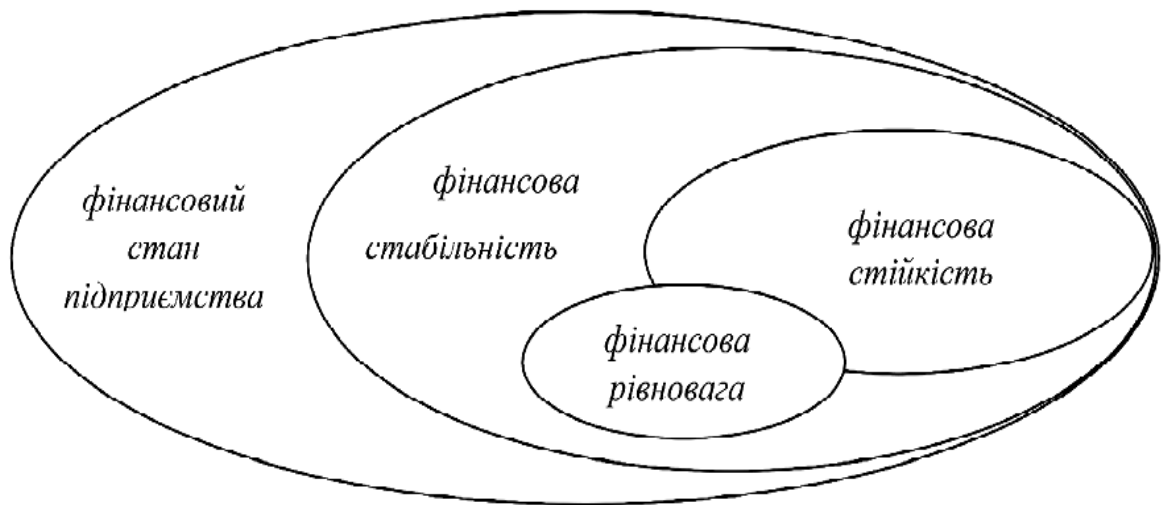 фінансовий
стан
підприємства
фінансова
стабільність
фінансова
стійкість
фінансова
рівновага